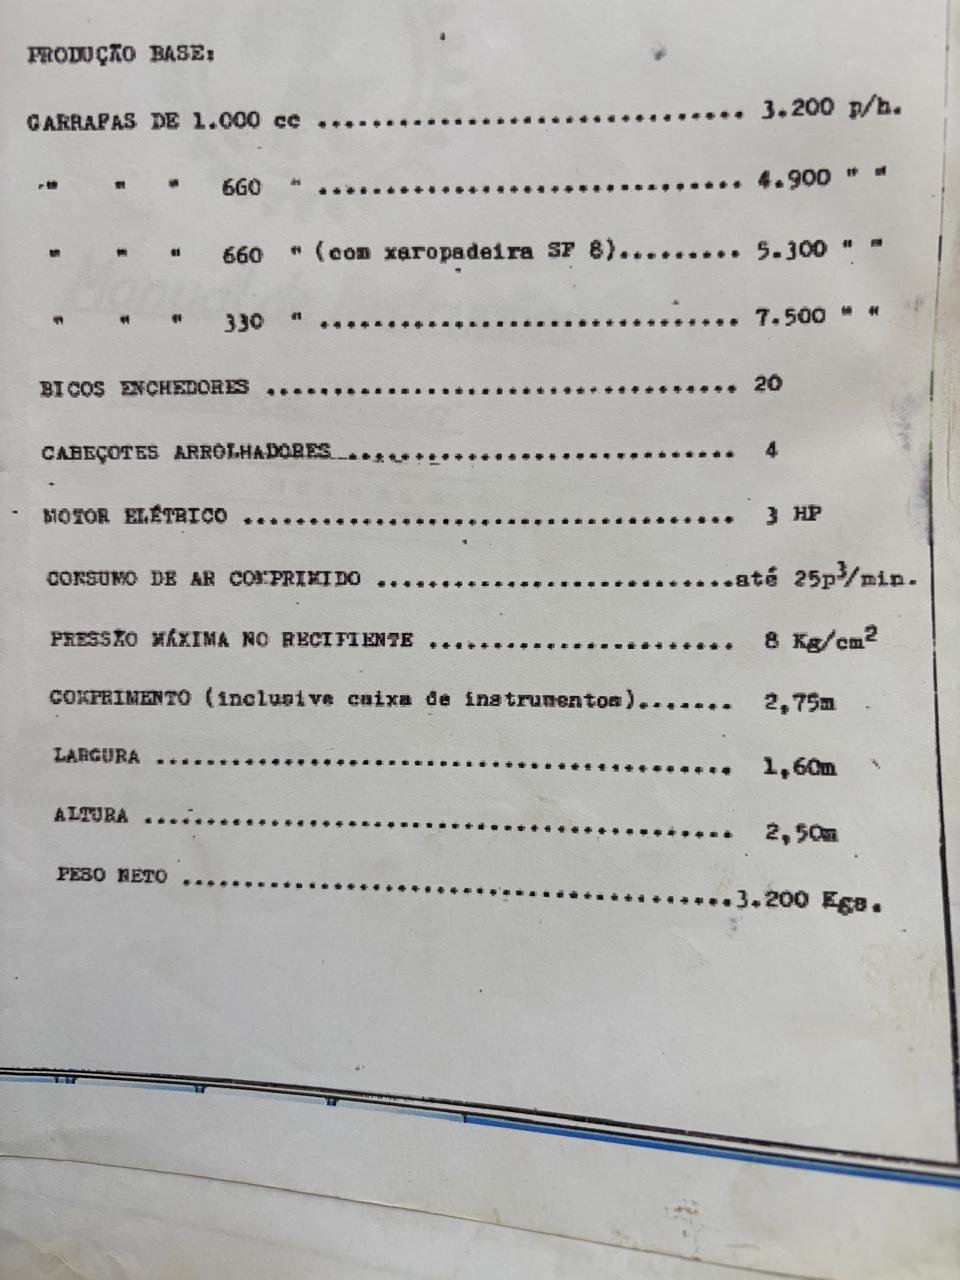 PRODUÇÃO BASE:
GARRAFAS DE 1.000 cc ................................ 3.200 p/h.
" " " 660 " ................................ 4.900 " "
" " " 660 " (com xaropadeira SF 8)......... 5.300 " "
" " " 330 " ................................ 7.500 " "
BICOS ENCHEDORES .................................... 20
CABEÇOTES ARROLHADORES .............................. 4
MOTOR ELÉTRICO ...................................... 3 HP
CONSUMO DE AR COMPRIMIDO ............................até 25p³/min.
PRESSÃO MÁXIMA NO RECIPIENTE ........................ 8 Kg/cm²
COMPRIMENTO (inclusive caixa de instrumentos)....... 2,75m
LARGURA ............................................. 1,60m
ALTURA .............................................. 2,50m
PESO NETO ...........................................3.200 Kgs.